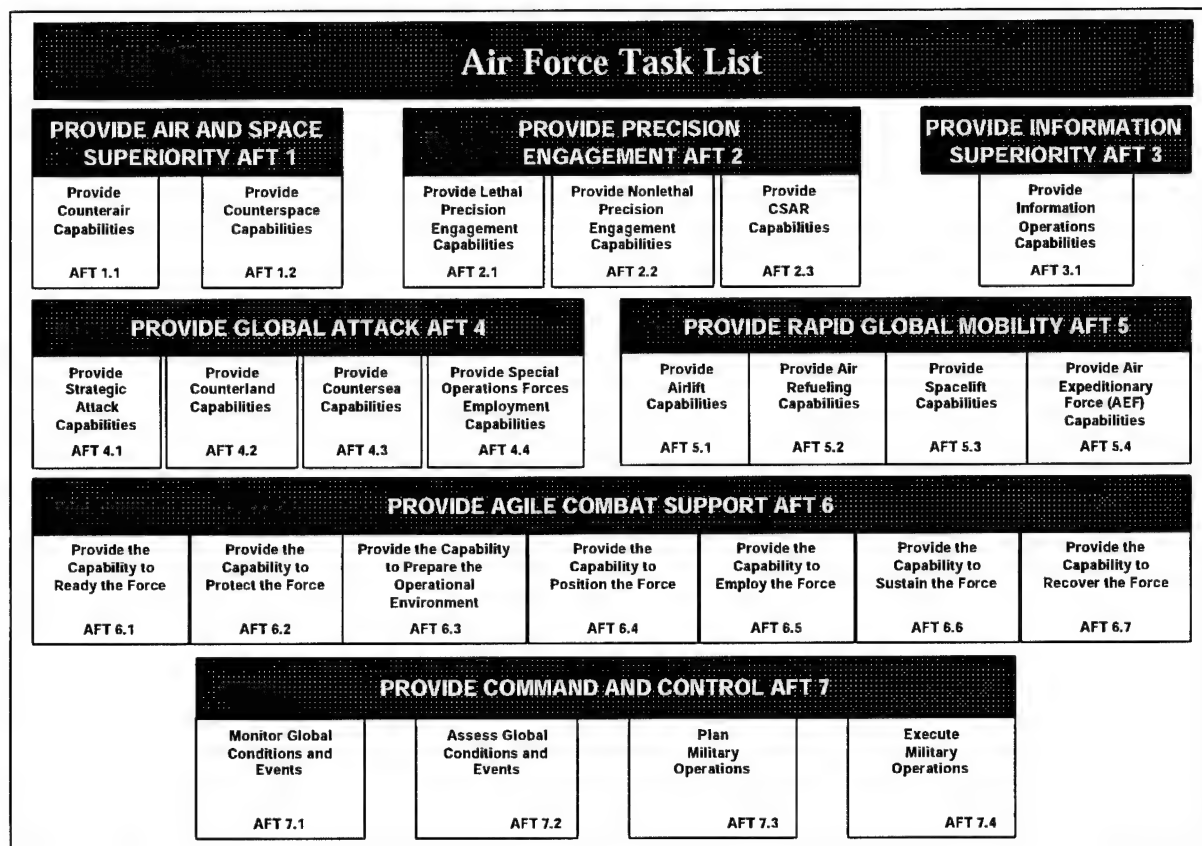 Air Force Task List
PROVIDE AIR AND SPACE
SUPERIORITY AFT 1
Provide
Counterair
Capabilities
AFT 1.1
Provide
Counterspace
Capabilities
AFT 1.2
PROVIDE PRECISION
ENGAGEMENT AFT 2
Provide Lethal
Precision
Engagement
Capabilities
AFT 2.1
Provide Nonlethal
Precision
Engagement
Capabilities
AFT 2.2
Provide
CSAR
Capabilities
AFT 2.3
PROVIDE INFORMATION
SUPERIORITY AFT 3
Provide
Information
Operations
Capabilities
AFT 3.1
PROVIDE GLOBAL ATTACK AFT 4
Provide
Strategic
Attack
Capabilities
AFT 4.1
Provide
Counterland
Capabilities
AFT 4.2
Provide
Countersea
Capabilities
AFT 4.3
Provide Special
Operations Forces
Employment
Capabilities
AFT 4.4
PROVIDE RAPID GLOBAL MOBILITY AFT 5
Provide
Airlift
Capabilities
AFT 5.1
Provide Air
Refueling
Capabilities
AFT 5.2
Provide
Spacelift
Capabilities
AFT 5.3
Provide Air
Expeditionary
Force (AEF)
Capabilities
AFT 5.4
PROVIDE AGILE COMBAT SUPPORT AFT 6
Provide the
Capability to
Ready the Force
AFT 6.1
Provide the
Capability to
Protect the Force
AFT 6.2
Provide the Capability
to Prepare the
Operational
Environment
AFT 6.3
Provide the
Capability to
Position the Force
AFT 6.4
Provide the
Capability to
Employ the Force
AFT 6.5
Provide the
Capability to
Sustain the Force
AFT 6.6
Provide the
Capability to
Recover the Force
AFT 6.7
PROVIDE COMMAND AND CONTROL AFT 7
Monitor Global
Conditions and
Events
AFT 7.1
Assess Global
Conditions and
Events
AFT 7.2
Plan
Military
Operations
AFT 7.3
Execute
Military
Operations
AFT 7.4